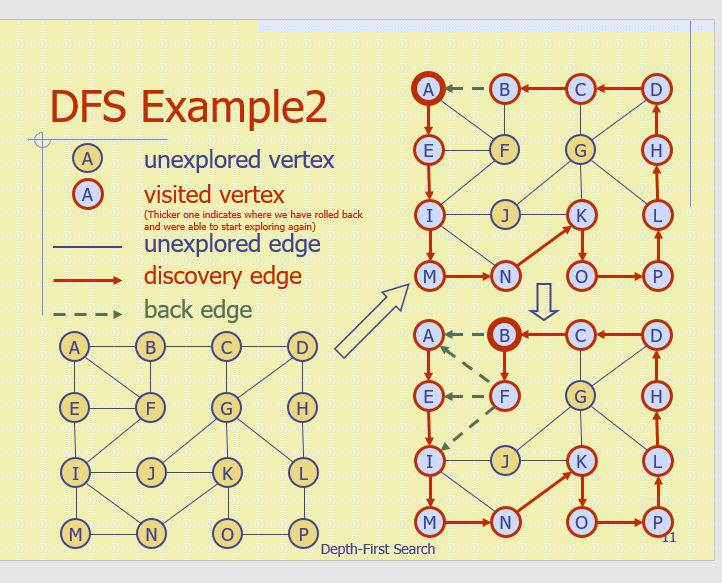 DFS Example2
A unexplored vertex
A visited vertex
(Thicker one indicates where we have rolled back
and were able to start exploring again)
unexplored edge
discovery edge
back edge
A B C D
E F G H
I J K L
M N O P
A B C D
E F G H
I J K L
M N O P
A B C D
E F G H
I J K L
M N O P
Depth-First Search
11